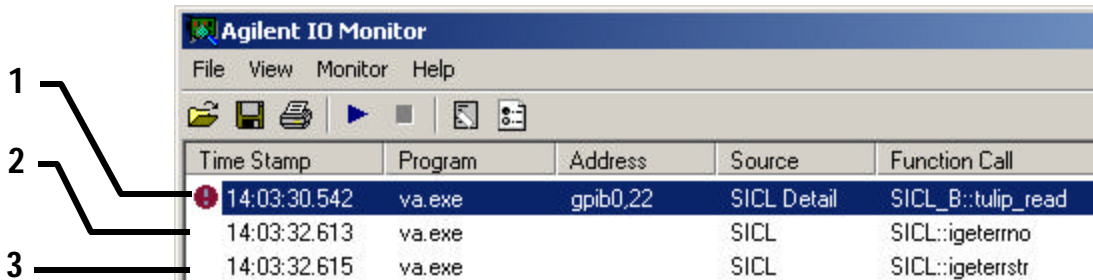 Agilent IO Monitor
File View Monitor Help
1
2
3
Time Stamp Program Address Source Function Call
14:03:30.542 va.exe gpib0,22 SICL Detail SICL_B::tulip_read
14:03:32.613 va.exe SICL SICL::igeterrno
14:03:32.615 va.exe SICL SICL::igeterrstr